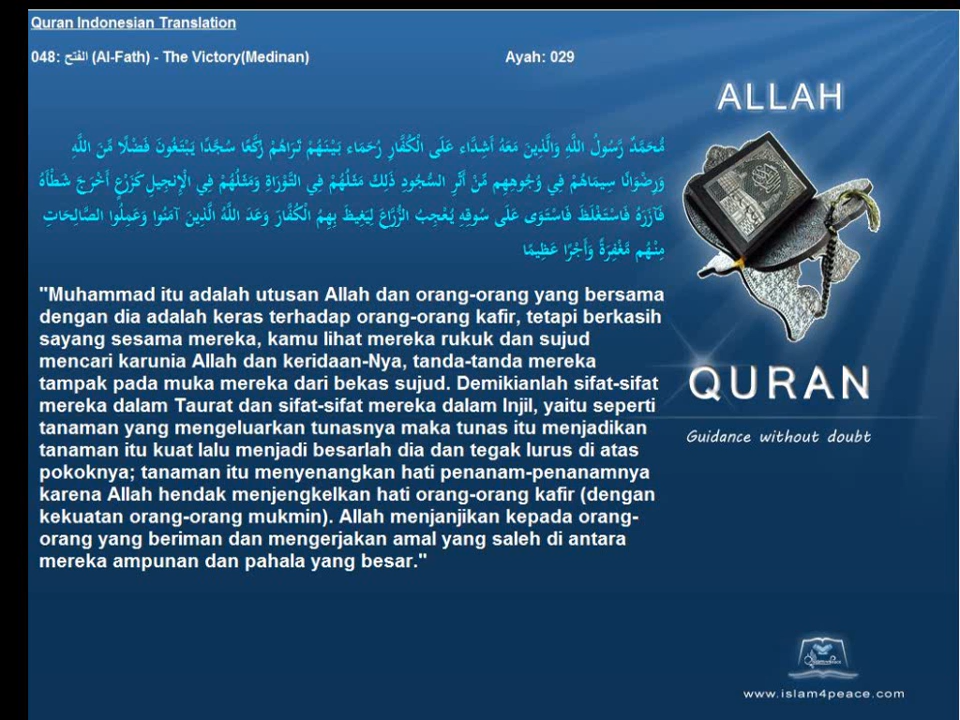 Quran Indonesian Translation
048: الفتح (Al-Fath) - The Victory(Medinan) Ayah: 029
ALLAH
مُّحَمَّدٌ رَّسُولُ اللَّهِ وَالَّذِينَ مَعَهُ أَشِدَّاء عَلَى الْكُفَّارِ رُحَمَاء بَيْنَهُمْ تَرَاهُمْ رُكَّعًا سُجَّدًا يَبْتَغُونَ فَضْلًا مِّنَ اللَّهِ
وَرِضْوَانًا سِيمَاهُمْ فِي وُجُوهِهِم مِّنْ أَثَرِ السُّجُودِ ذَلِكَ مَثَلُهُمْ فِي التَّوْرَاةِ وَمَثَلُهُمْ فِي الْإِنجِيلِ كَزَرْعٍ أَخْرَجَ شَطْأَهُ
فَآزَرَهُ فَاسْتَغْلَظَ فَاسْتَوَى عَلَى سُوقِهِ يُعْجِبُ الزُّرَّاعَ لِيَغِيظَ بِهِمُ الْكُفَّارَ وَعَدَ اللَّهُ الَّذِينَ آمَنُوا وَعَمِلُوا الصَّالِحَاتِ
مِنْهُم مَّغْفِرَةً وَأَجْرًا عَظِيمًا
"Muhammad itu adalah utusan Allah dan orang-orang yang bersama
dengan dia adalah keras terhadap orang-orang kafir, tetapi berkasih
sayang sesama mereka, kamu lihat mereka rukuk dan sujud
mencari karunia Allah dan keridaan-Nya, tanda-tanda mereka
tampak pada muka mereka dari bekas sujud. Demikianlah sifat-sifat
mereka dalam Taurat dan sifat-sifat mereka dalam Injil, yaitu seperti
tanaman yang mengeluarkan tunasnya maka tunas itu menjadikan
tanaman itu kuat lalu menjadi besarlah dia dan tegak lurus di atas
pokoknya; tanaman itu menyenangkan hati penanam-penanamnya
karena Allah hendak menjengkelkan hati orang-orang kafir (dengan
kekuatan orang-orang mukmin). Allah menjanjikan kepada orang-
orang yang beriman dan mengerjakan amal yang saleh di antara
mereka ampunan dan pahala yang besar."
QURAN
Guidance without doubt
www.islam4peace.com